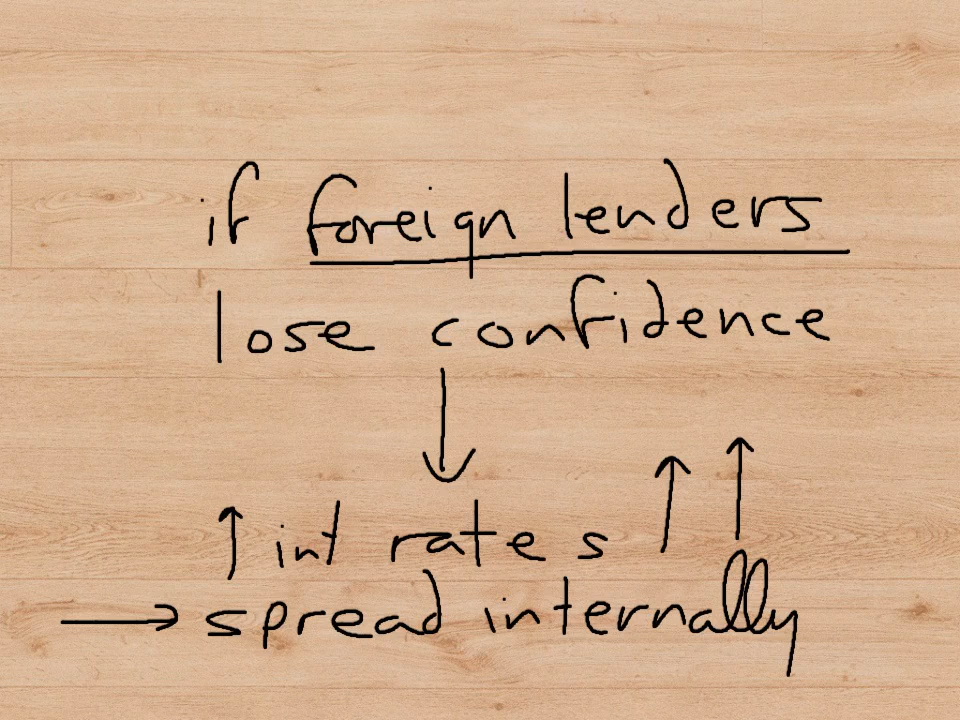 if foreign lenders
lose confidence
↓
↑ int rates ↑ ↑
→ spread internally